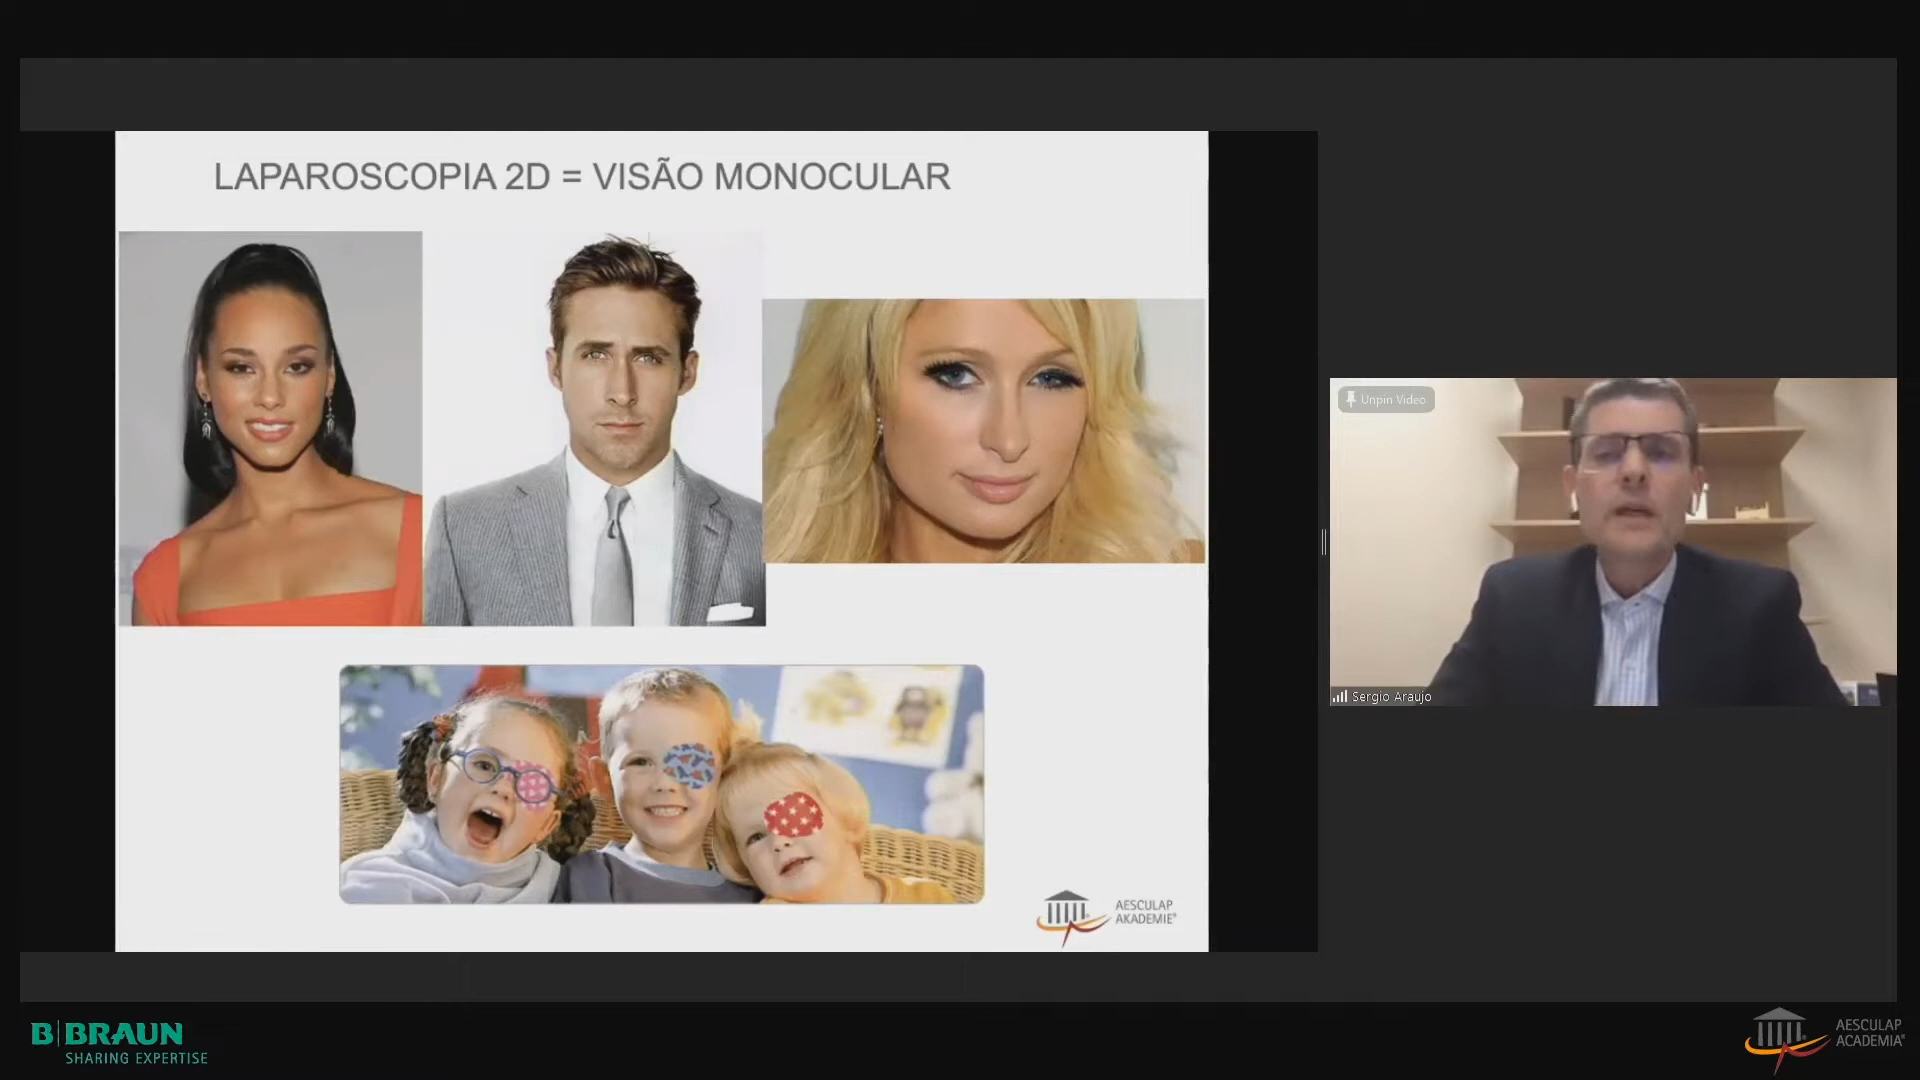 LAPAROSCOPIA 2D = VISÃO MONOCULAR
Unpin Video
Sergio Araujo
AESCULAP
AKADEMIE®
B|BRAUN
SHARING EXPERTISE
AESCULAP
ACADEMIA®